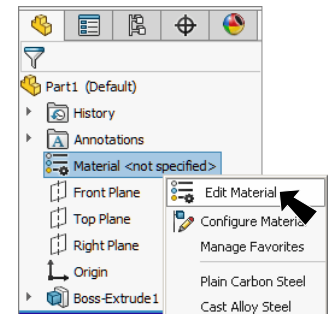 Part1 (Default)
History
Annotations
Material <not specified>
Front Plane
Edit Material
Top Plane
Configure Material
Right Plane
Manage Favorites
Origin
Plain Carbon Steel
Boss-Extrude1
Cast Alloy Steel